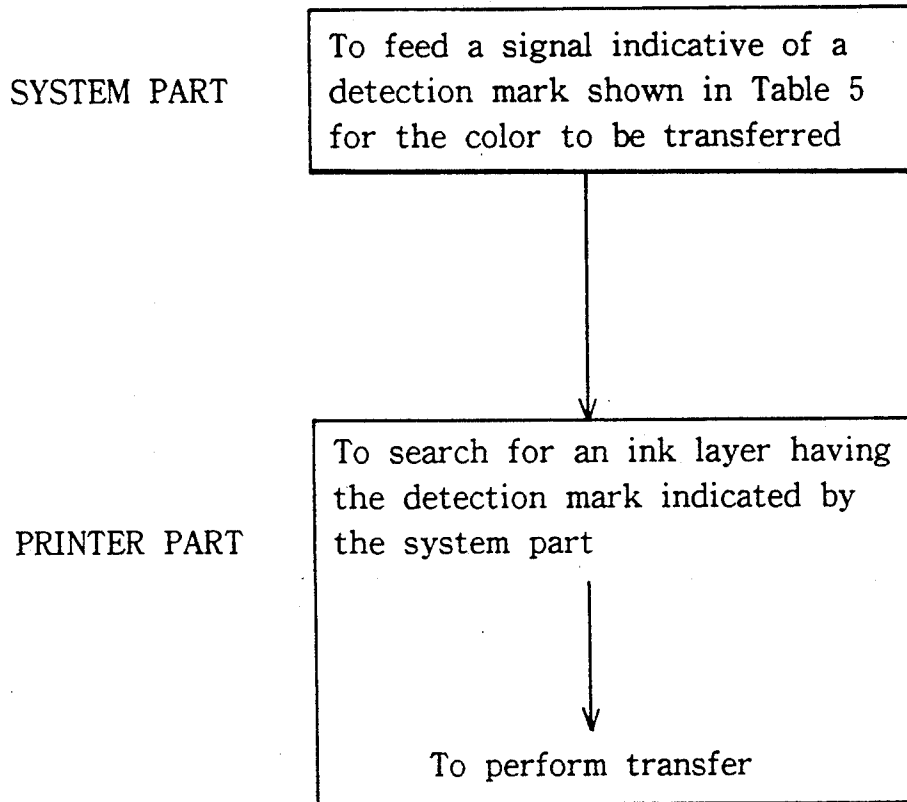 To feed a signal indicative of a
SYSTEM PART
detection mark shown in Table 5
for the color to be transferred
To search for an ink layer having
the detection mark indicated by
PRINTER PART
the system part
To perform transfer